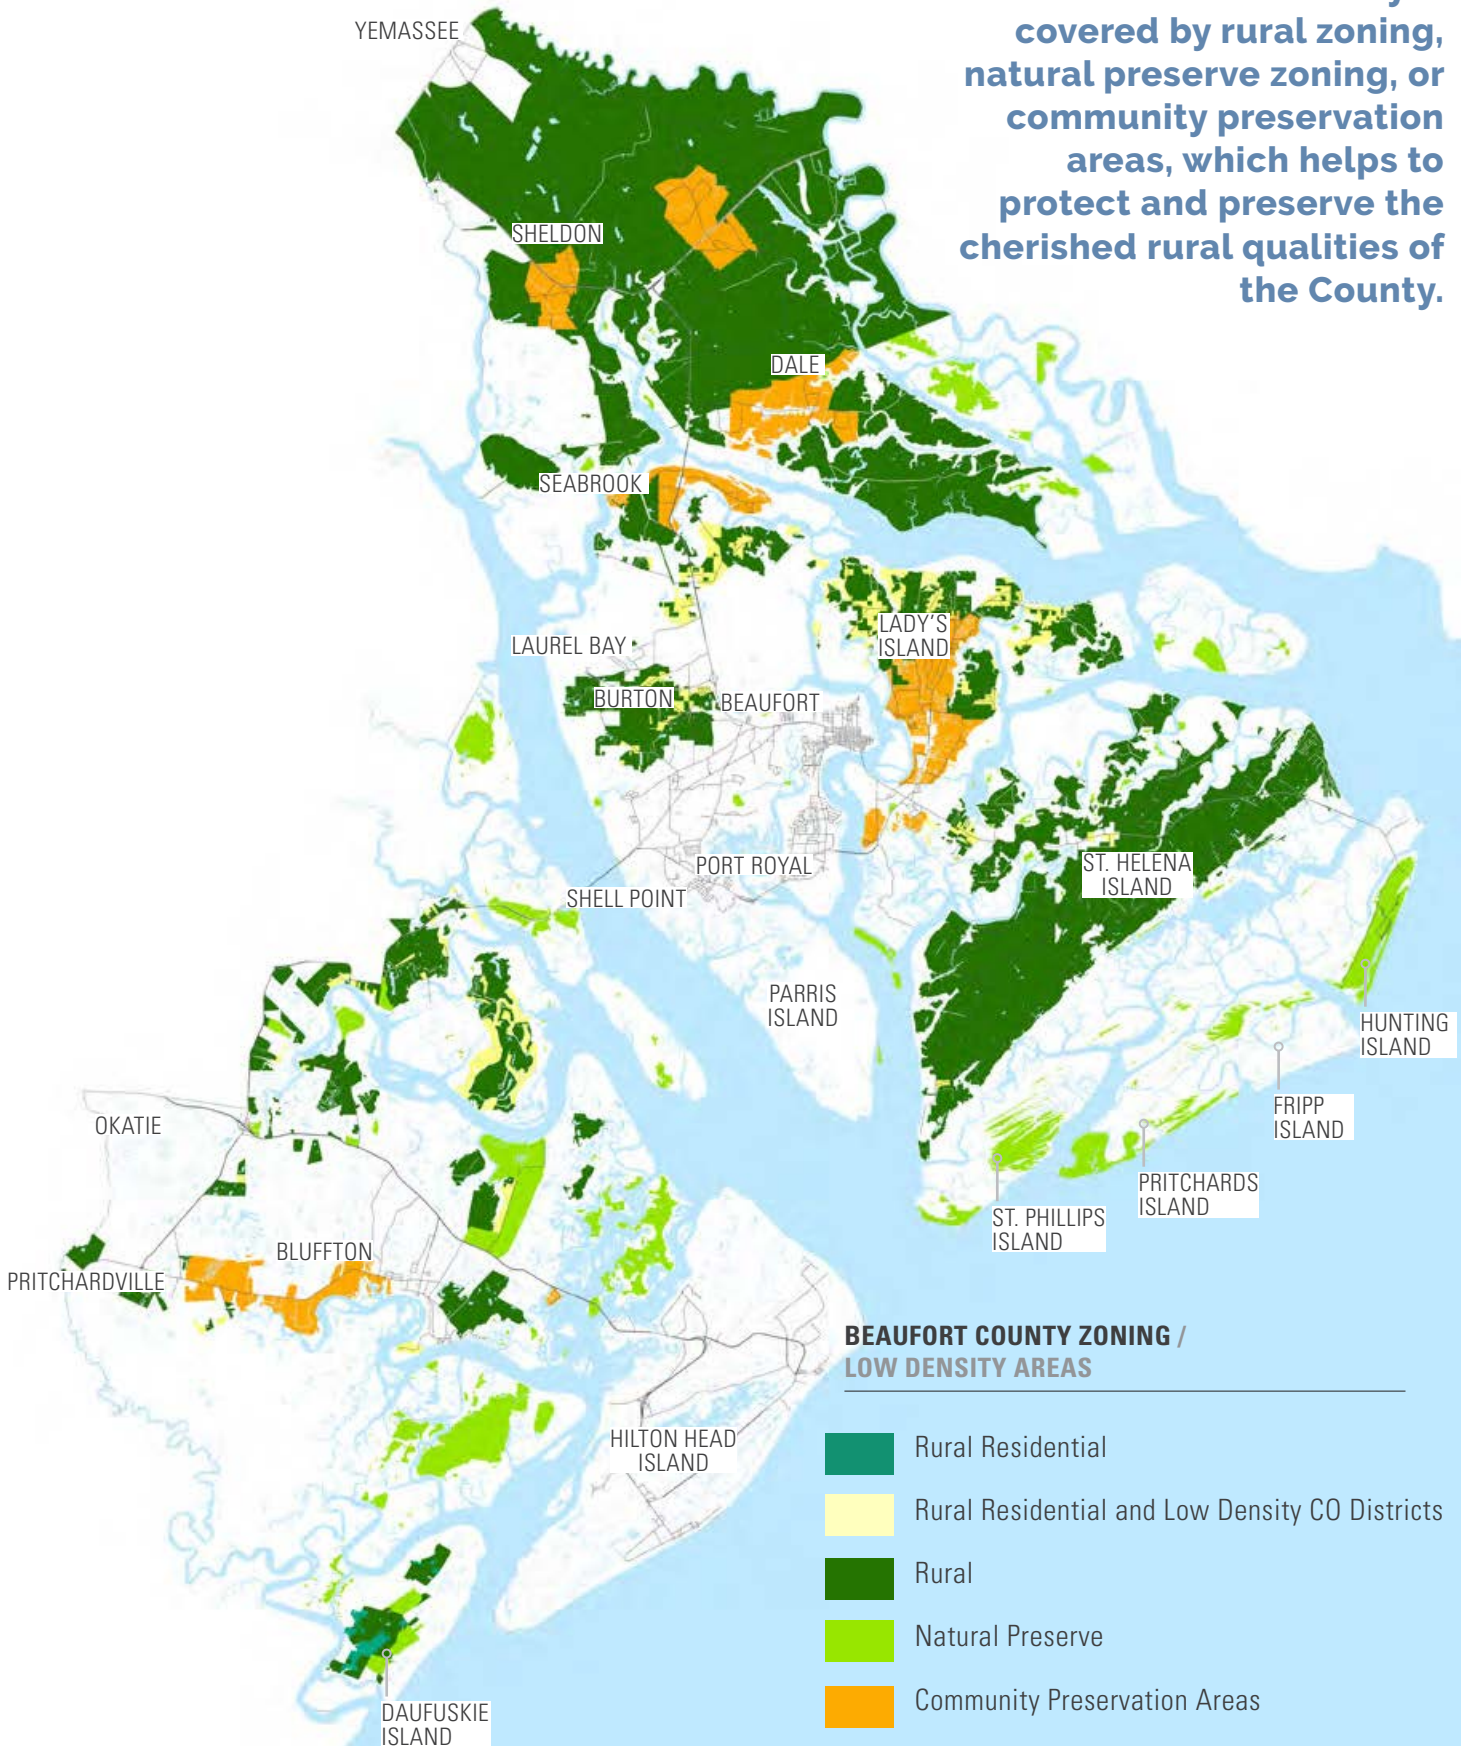 YEMASSEE
covered by rural zoning,
natural preserve zoning, or
community preservation
areas, which helps to
protect and preserve the
cherished rural qualities of
the County.
SHELDON
DALE
SEABROOK
LADY'S
ISLAND
LAUREL BAY
BURTON
BEAUFORT
PORT ROYAL
ST. HELENA
ISLAND
SHELL POINT
PARRIS
ISLAND
HUNTING
ISLAND
FRIPP
ISLAND
OKATIE
PRITCHARDS
ISLAND
ST. PHILLIPS
ISLAND
BLUFFTON
PRITCHARDVILLE
HILTON HEAD
ISLAND
DAUFUSKIE
ISLAND
BEAUFORT COUNTY ZONING /
LOW DENSITY AREAS
Rural Residential
Rural Residential and Low Density CO Districts
Rural
Natural Preserve
Community Preservation Areas